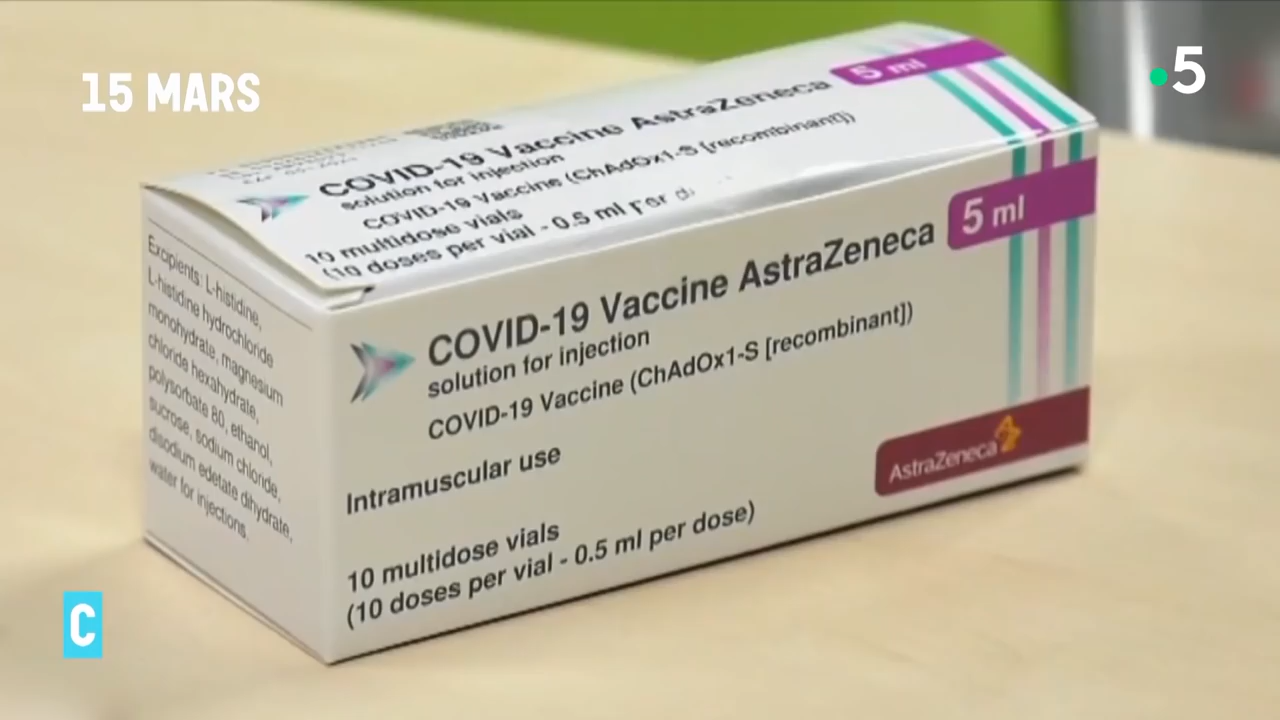 15 MARS
5
5 ml
COVID-19 Vaccine AstraZeneca
solution for injection
COVID-19 Vaccine (ChAdOx1-S [recombinant])
10 multidose vials
(10 doses per vial - 0.5 ml per
Excipients: L-histidine,
L-histidine hydrochloride
monohydrate, magnesium
chloride hexahydrate,
polysorbate 80, ethanol,
sucrose, sodium chloride,
disodium edetate dihydrate,
water for injections.
5 ml
COVID-19 Vaccine AstraZeneca
solution for injection
COVID-19 Vaccine (ChAdOx1-S [recombinant])
Intramuscular use
10 multidose vials
(10 doses per vial - 0.5 ml per dose)
AstraZeneca
C